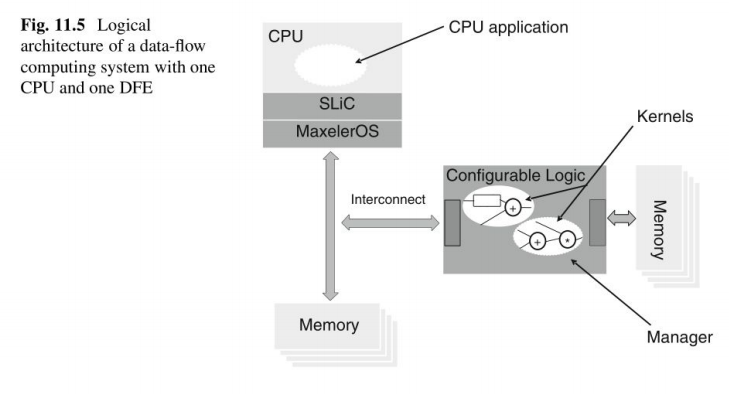 Fig. 11.5 Logical
architecture of a data-flow
computing system with one
CPU and one DFE
CPU
CPU application
SLiC
MaxelerOS
Kernels
Configurable Logic
Interconnect
+
+
*
Memory
Memory
Manager